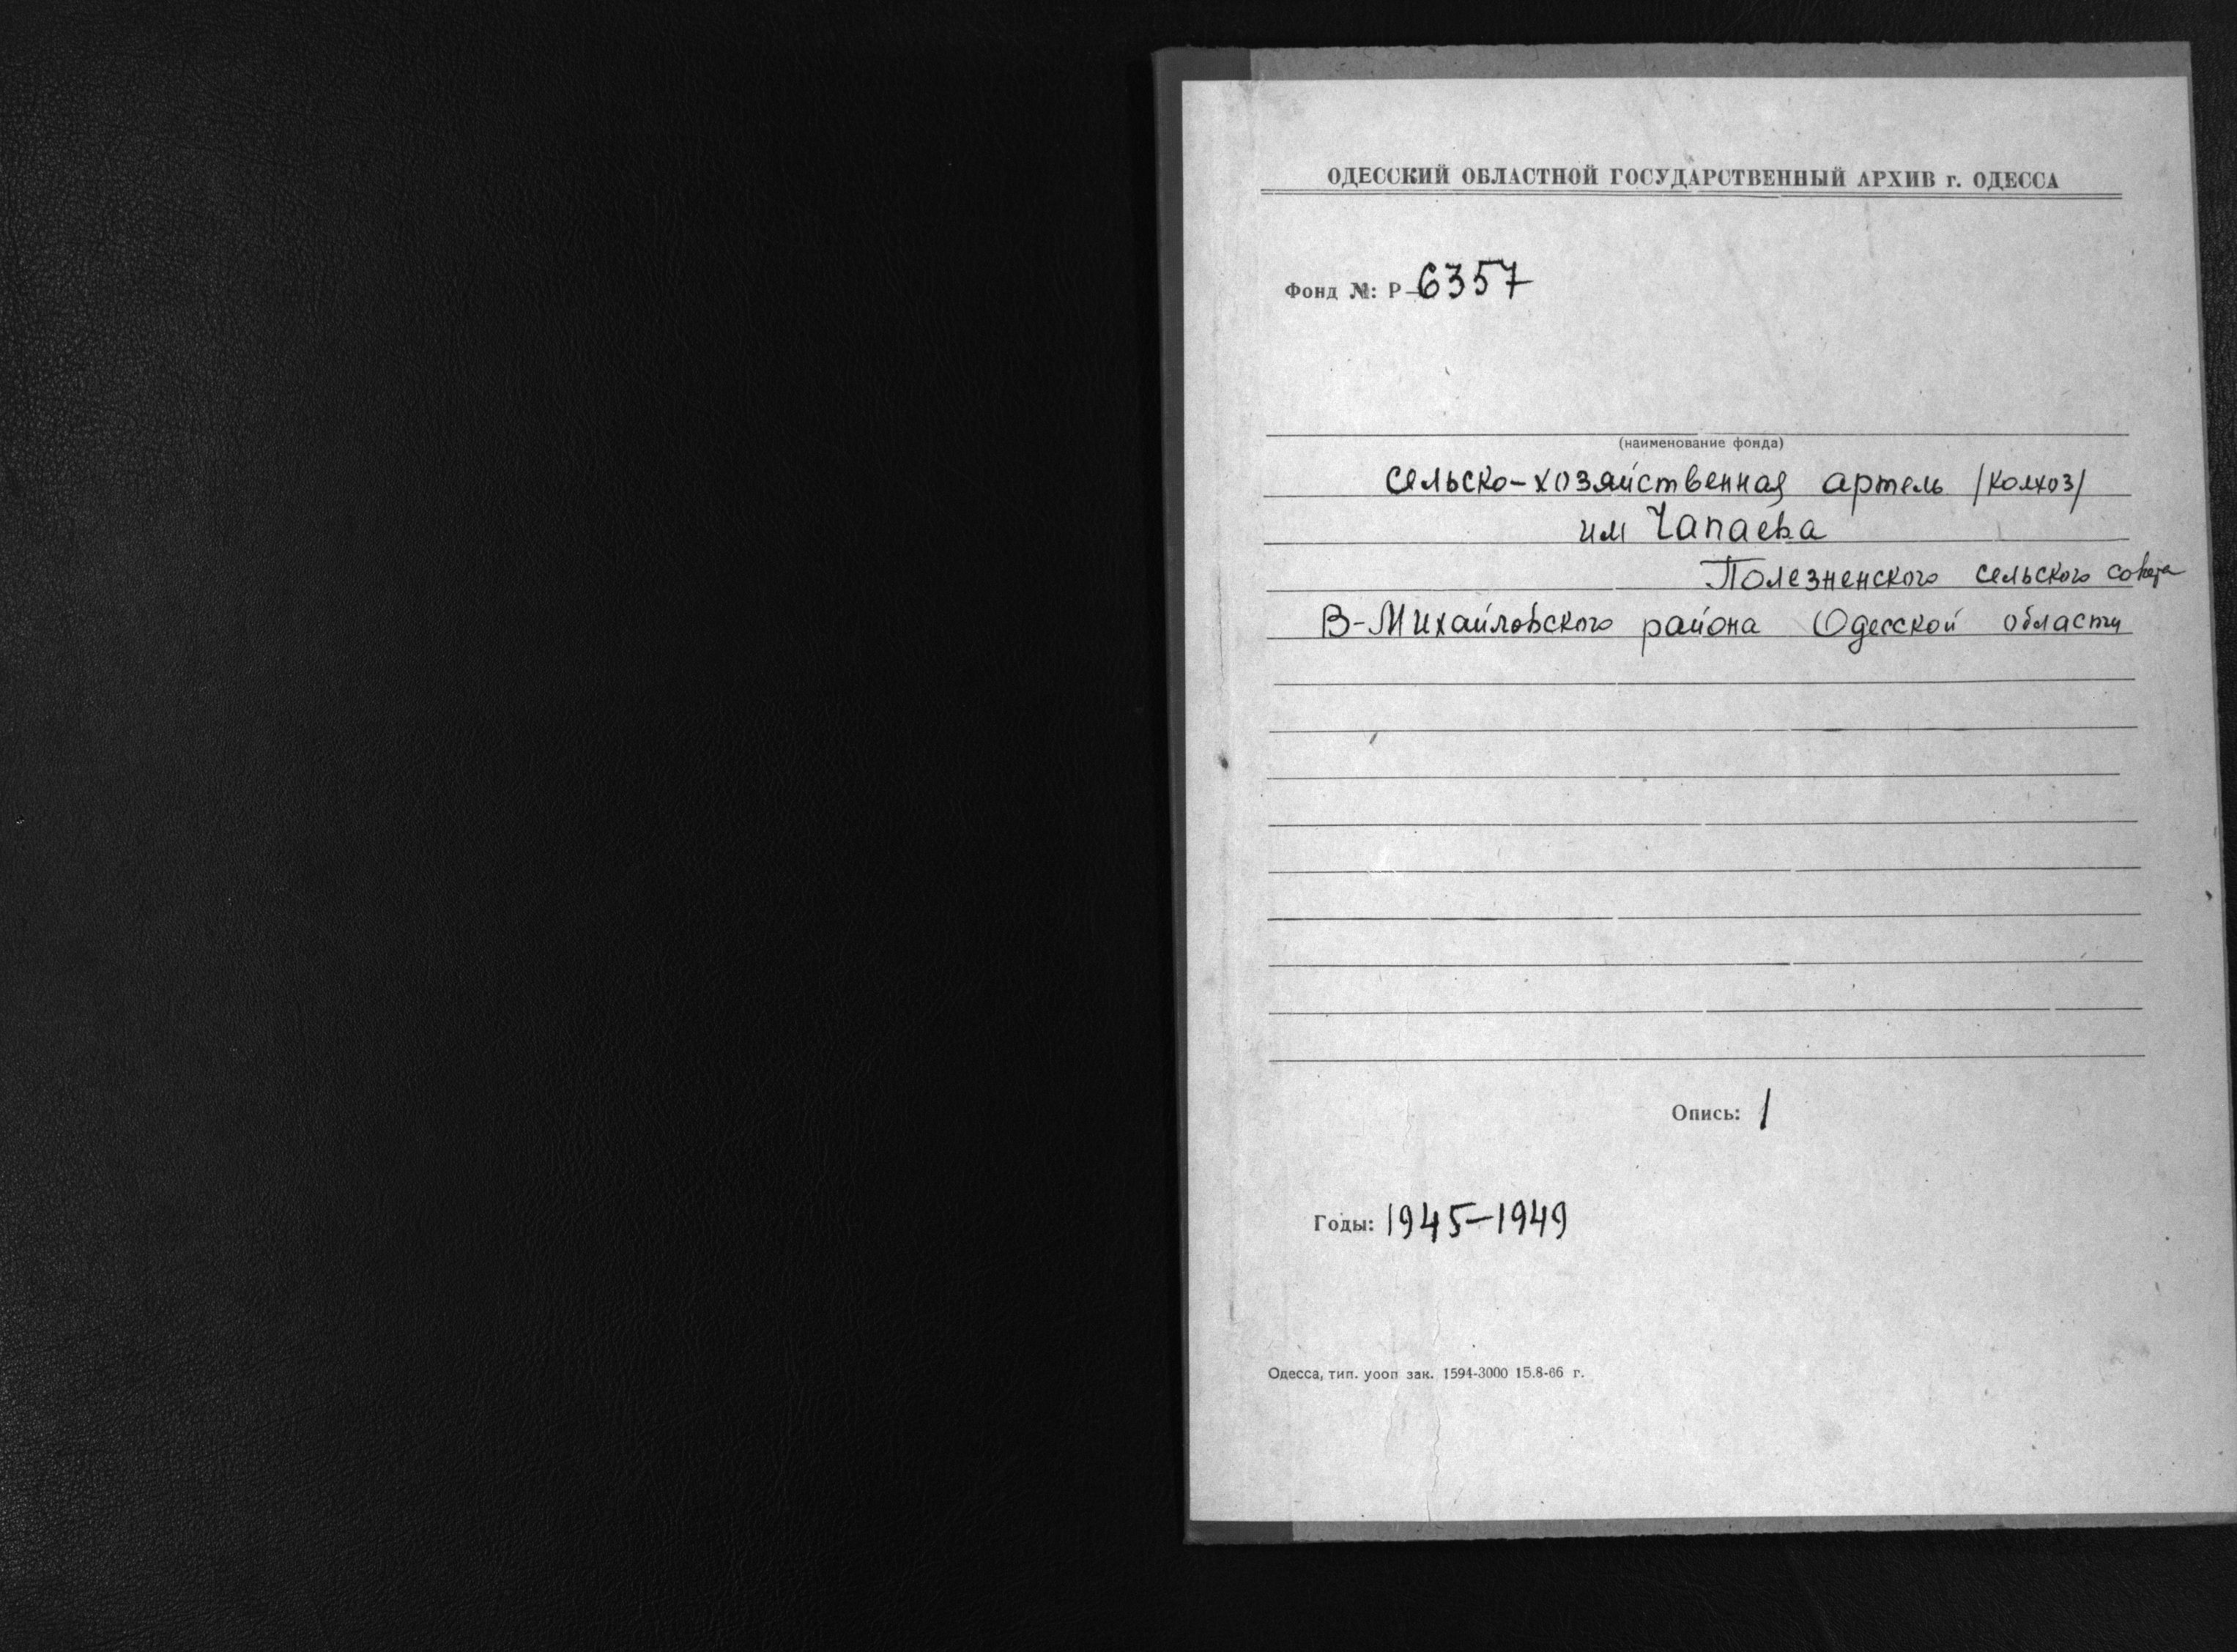 ОДЕССКИЙ ОБЛАСТНОЙ ГОСУДАРСТВЕННЫЙ АРХИВ г. ОДЕССА
Фонд №: Р-6357
(наименование фонда)
сельско-хозяйственная артель /колхоз/
им Чапаева
Полезненского сельского совета
В-Михайловского района Одесской области
Опись: 1
Годы: 1945-1949
Одесса, тип. уооп зак. 1594-3000 15.8-66 г.